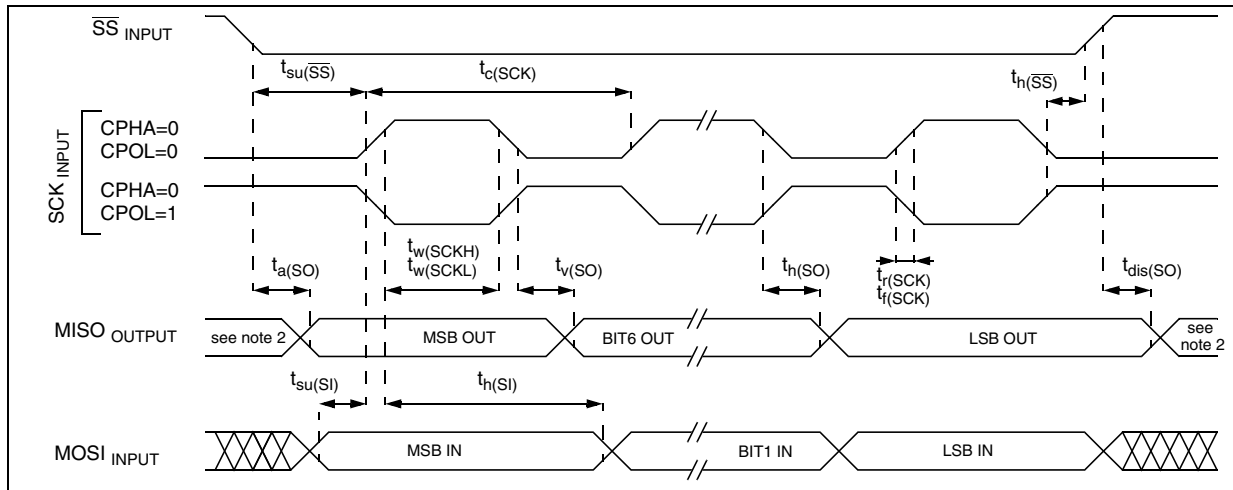 SS INPUT
tsu(SS)
tc(SCK)
th(SS)
SCK INPUT
CPHA=0
CPOL=0
CPHA=0
CPOL=1
ta(SO)
tw(SCKH)
tw(SCKL)
tv(SO)
th(SO)
tr(SCK)
tf(SCK)
tdis(SO)
MISO OUTPUT
see note 2
MSB OUT
BIT6 OUT
LSB OUT
see
note 2
tsu(SI)
th(SI)
MOSI INPUT
MSB IN
BIT1 IN
LSB IN